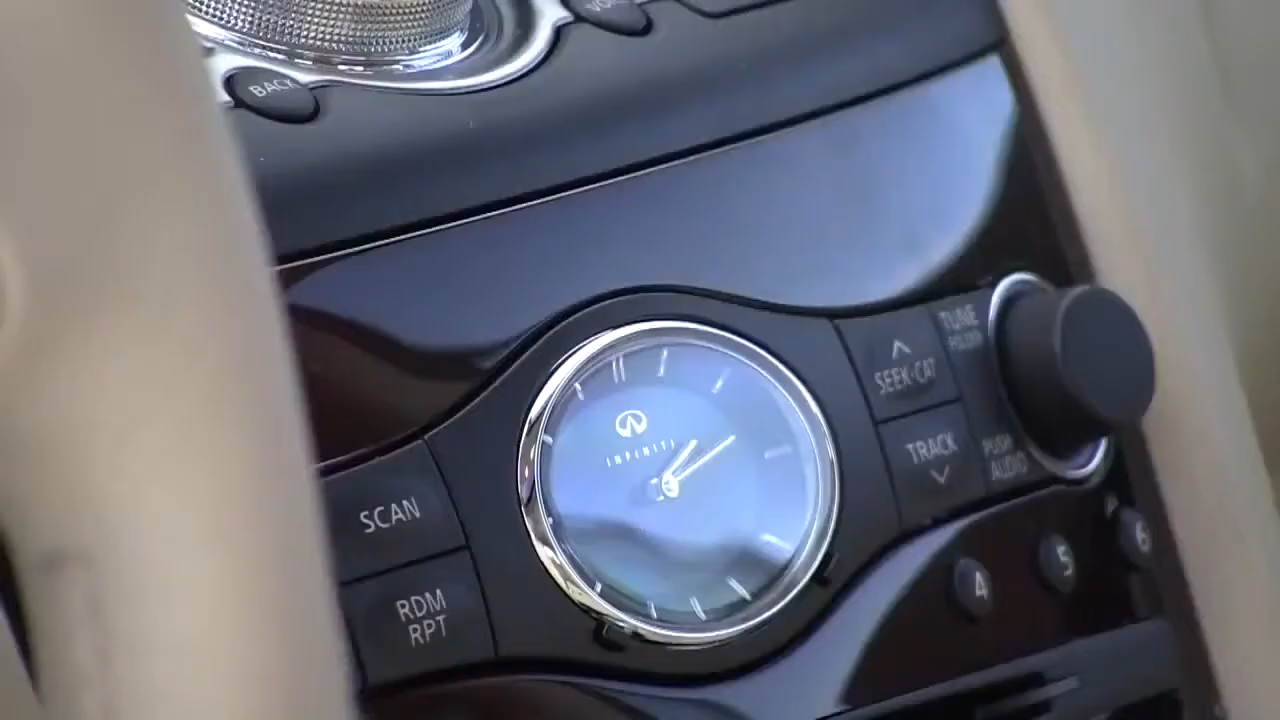 BACK
INFINITI
SEEK·CAT
TUNE
FOLDER
TRACK
PUSH
AUDIO
SCAN
RDM
RPT
4
5
6